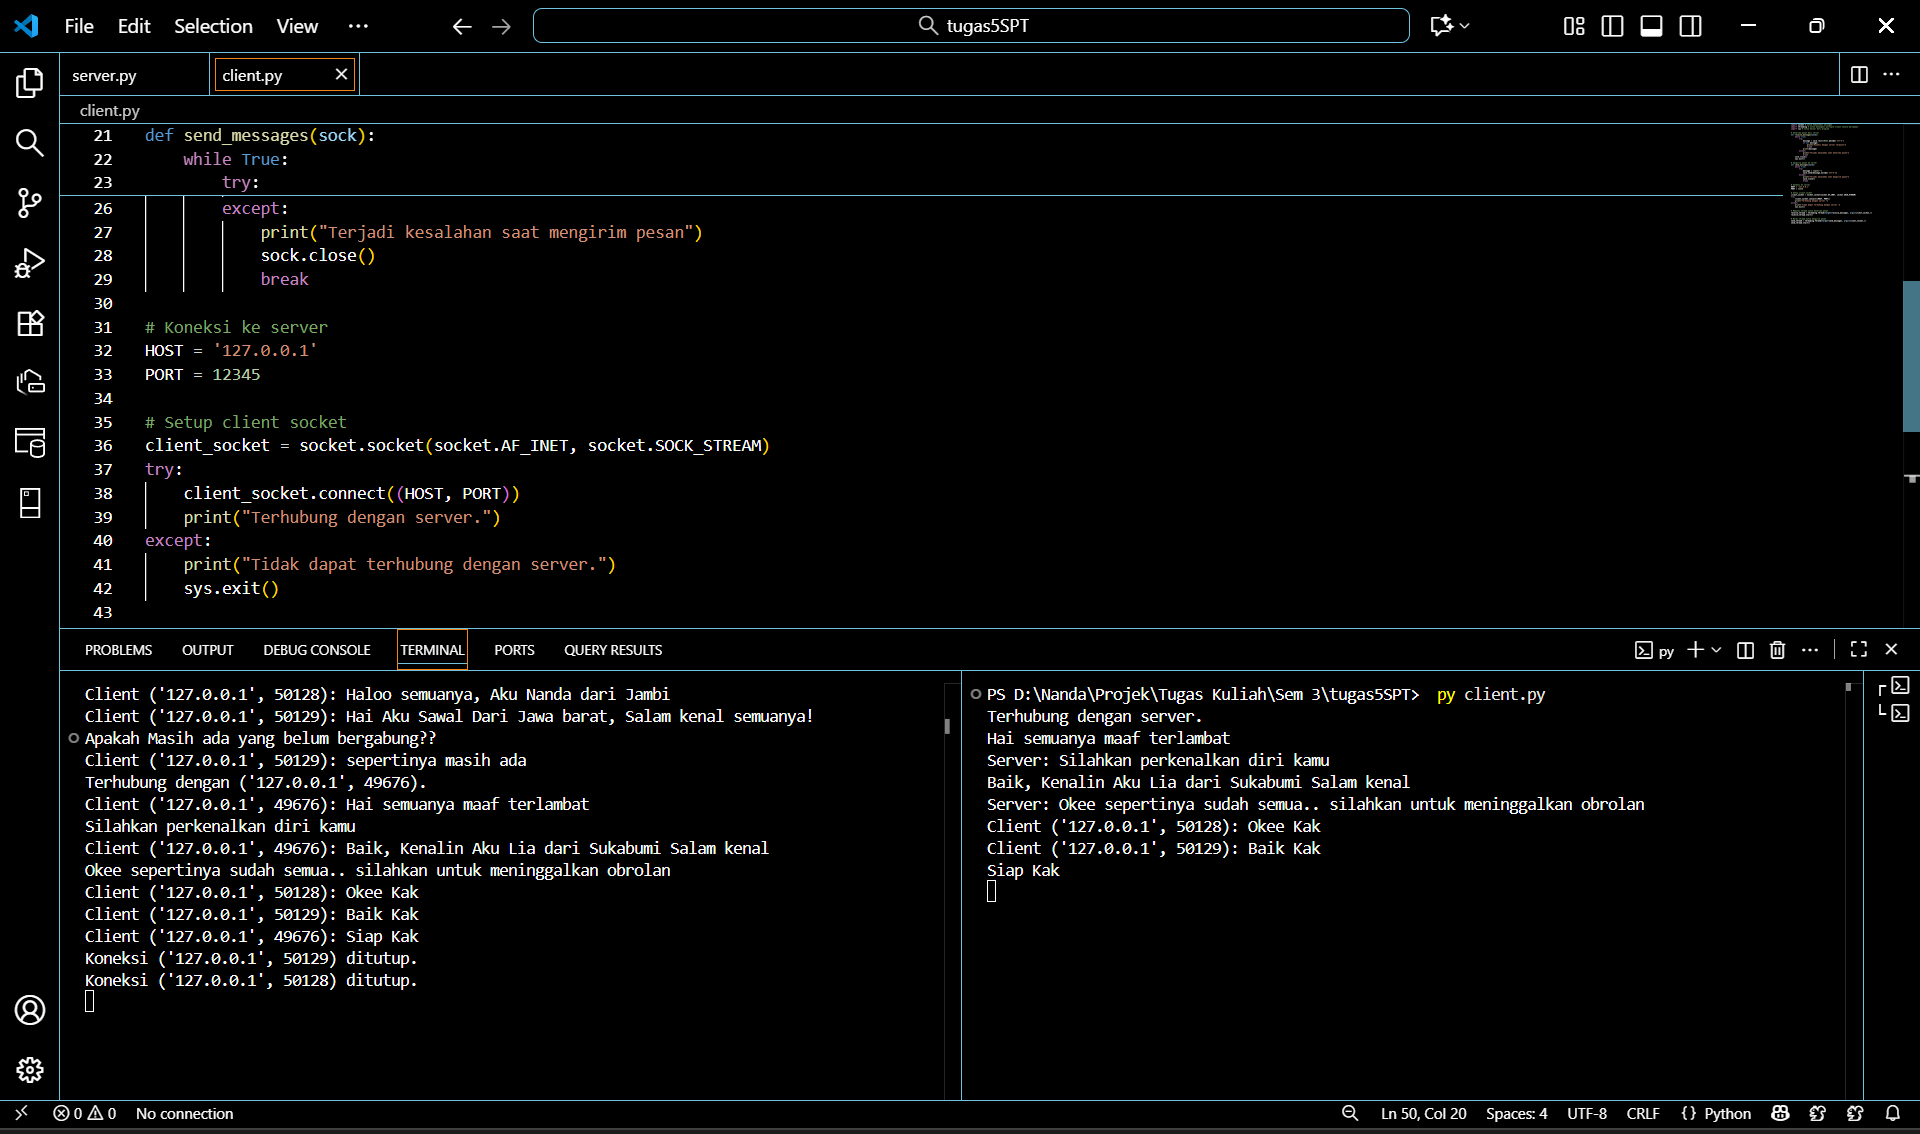 File Edit Selection View ··· tugas5SPT
server.py client.py
client.py
21 def send_messages(sock):
22 while True:
23 try:
26 except:
27 print("Terjadi kesalahan saat mengirim pesan")
28 sock.close()
29 break
30
31 # Koneksi ke server
32 HOST = '127.0.0.1'
33 PORT = 12345
34
35 # Setup client socket
36 client_socket = socket.socket(socket.AF_INET, socket.SOCK_STREAM)
37 try:
38 client_socket.connect((HOST, PORT))
39 print("Terhubung dengan server.")
40 except:
41 print("Tidak dapat terhubung dengan server.")
42 sys.exit()
43
PROBLEMS OUTPUT DEBUG CONSOLE TERMINAL PORTS QUERY RESULTS py
Client ('127.0.0.1', 50128): Haloo semuanya, Aku Nanda dari Jambi
Client ('127.0.0.1', 50129): Hai Aku Sawal Dari Jawa barat, Salam kenal semuanya!
Apakah Masih ada yang belum bergabung??
Client ('127.0.0.1', 50129): sepertinya masih ada
Terhubung dengan ('127.0.0.1', 49676).
Client ('127.0.0.1', 49676): Hai semuanya maaf terlambat
Silahkan perkenalkan diri kamu
Client ('127.0.0.1', 49676): Baik, Kenalin Aku Lia dari Sukabumi Salam kenal
Okee sepertinya sudah semua.. silahkan untuk meninggalkan obrolan
Client ('127.0.0.1', 50128): Okee Kak
Client ('127.0.0.1', 50129): Baik Kak
Client ('127.0.0.1', 49676): Siap Kak
Koneksi ('127.0.0.1', 50129) ditutup.
Koneksi ('127.0.0.1', 50128) ditutup.
PS D:\Nanda\Projek\Tugas Kuliah\Sem 3\tugas5SPT> py client.py
Terhubung dengan server.
Hai semuanya maaf terlambat
Server: Silahkan perkenalkan diri kamu
Baik, Kenalin Aku Lia dari Sukabumi Salam kenal
Server: Okee sepertinya sudah semua.. silahkan untuk meninggalkan obrolan
Client ('127.0.0.1', 50128): Okee Kak
Client ('127.0.0.1', 50129): Baik Kak
Siap Kak
0 0 No connection Ln 50, Col 20 Spaces: 4 UTF-8 CRLF {} Python